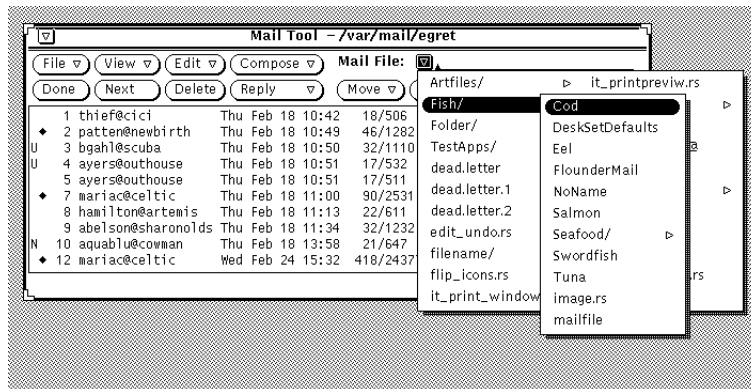 Mail Tool - /var/mail/egret
File View Edit Compose Mail File:
Done Next Delete Reply Move
1 thief@cici Thu Feb 18 10:42 18/506
2 patten@newbirth Thu Feb 18 10:49 46/1282
U 3 bgahl@scuba Thu Feb 18 10:50 32/1110
U 4 ayers@outhouse Thu Feb 18 10:51 17/532
5 ayers@outhouse Thu Feb 18 10:51 17/511
7 mariac@celtic Thu Feb 18 11:00 90/2531
8 hamilton@artemis Thu Feb 18 11:13 22/611
9 abelson@sharonolds Thu Feb 18 11:34 32/1232
N 10 aquablu@cowman Thu Feb 18 13:58 21/647
12 mariac@celtic Wed Feb 24 15:32 418/2437
Artfiles/ it_printpreviw.rs
Fish/
Folder/
TestApps/
dead.letter
dead.letter.1
dead.letter.2
edit_undo.rs
filename/
flip_icons.rs
it_print_window
.rs
Cod
DeskSetDefaults
Eel
FlounderMail
NoName
Salmon
Seafood/
Swordfish
Tuna
image.rs
mailfile